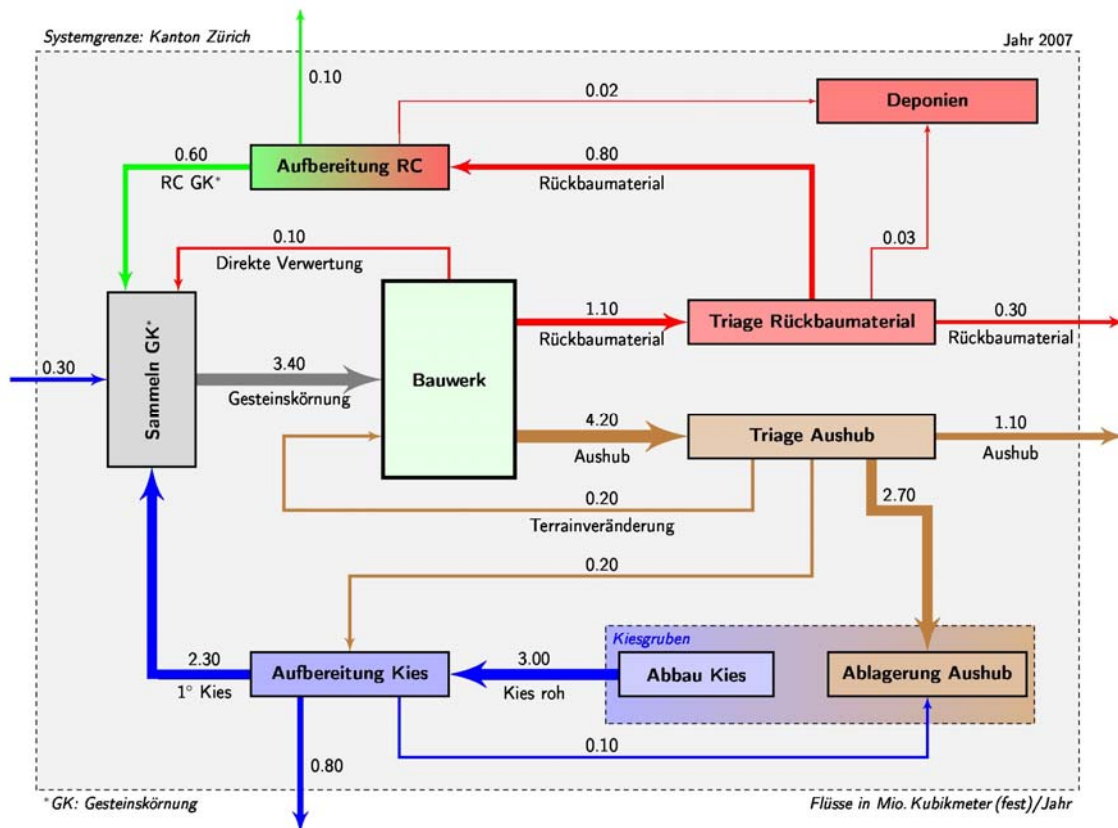 Systemgrenze: Kanton Zürich
Jahr 2007
0.10
0.02
Deponien
0.60
RC GK*
Aufbereitung RC
0.80
Rückbaumaterial
0.03
0.10
Direkte Verwertung
1.10
Rückbaumaterial
Triage Rückbaumaterial
0.30
Rückbaumaterial
0.30
Sammeln GK*
3.40
Gesteinskörnung
Bauwerk
4.20
Aushub
Triage Aushub
1.10
Aushub
0.20
Terrainveränderung
2.70
0.20
Kiesgruben
2.30
1° Kies
Aufbereitung Kies
3.00
Kies roh
Abbau Kies
Ablagerung Aushub
0.80
0.10
*GK: Gesteinskörnung
Flüsse in Mio. Kubikmeter (fest)/Jahr